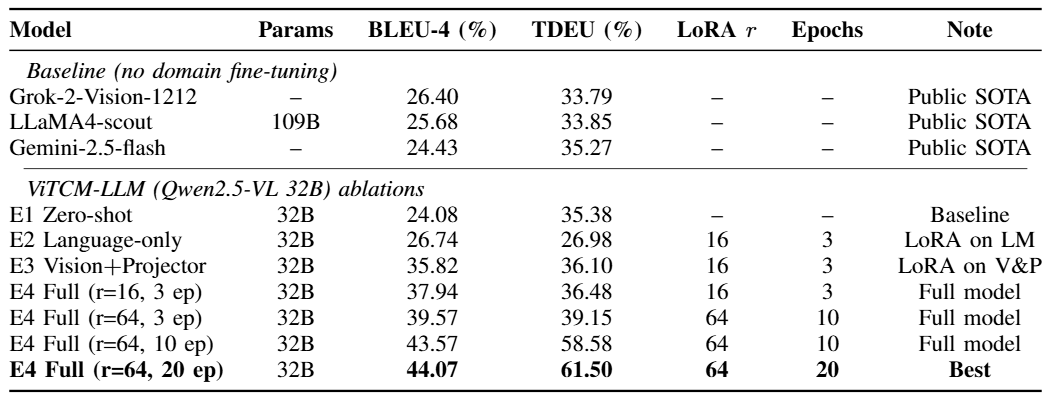 Model Params BLEU-4 (%) TDEU (%) LoRA r Epochs Note
Baseline (no domain fine-tuning)
Grok-2-Vision-1212 – 26.40 33.79 – – Public SOTA
LLaMA4-scout 109B 25.68 33.85 – – Public SOTA
Gemini-2.5-flash – 24.43 35.27 – – Public SOTA
ViTCM-LLM (Qwen2.5-VL 32B) ablations
E1 Zero-shot 32B 24.08 35.38 – – Baseline
E2 Language-only 32B 26.74 26.98 16 3 LoRA on LM
E3 Vision+Projector 32B 35.82 36.10 16 3 LoRA on V&P
E4 Full (r=16, 3 ep) 32B 37.94 36.48 16 3 Full model
E4 Full (r=64, 3 ep) 32B 39.57 39.15 64 10 Full model
E4 Full (r=64, 10 ep) 32B 43.57 58.58 64 10 Full model
E4 Full (r=64, 20 ep) 32B 44.07 61.50 64 20 Best